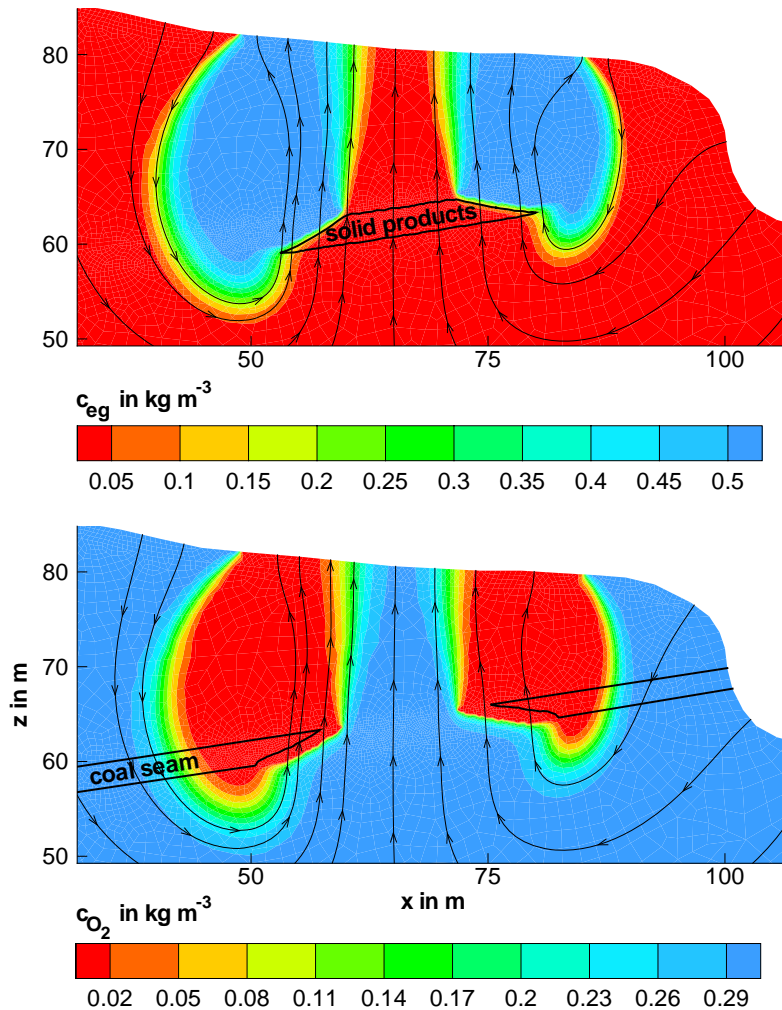 80
70
60
50
solid products
50 75 100
c_eg in kg m^-3
0.05 0.1 0.15 0.2 0.25 0.3 0.35 0.4 0.45 0.5
80
70
60
50
z in m
coal seam
50 75 100
x in m
c_O2 in kg m^-3
0.02 0.05 0.08 0.11 0.14 0.17 0.2 0.23 0.26 0.29